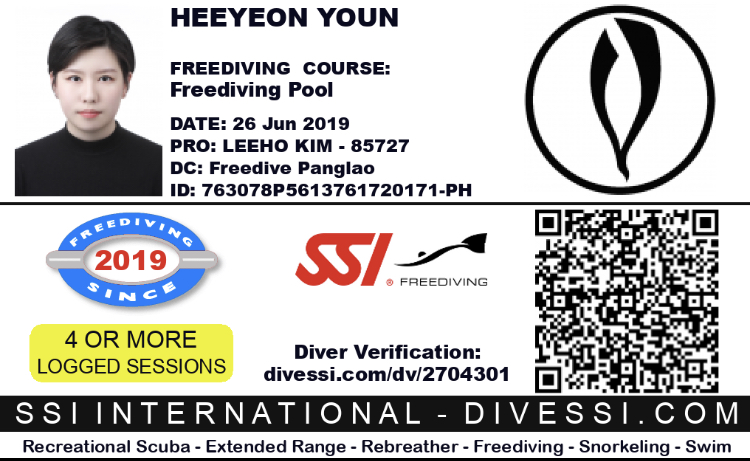 HEEYEON YOUN
FREEDIVING COURSE:
Freediving Pool
DATE: 26 Jun 2019
PRO: LEEHO KIM - 85727
DC: Freedive Panglao
ID: 763078P5613761720171-PH
FREEDIVING
2019
SINCE
4 OR MORE
LOGGED SESSIONS
SSI
® FREEDIVING
Diver Verification:
divessi.com/dv/2704301
SSI INTERNATIONAL - DIVESSI.COM
Recreational Scuba - Extended Range - Rebreather - Freediving - Snorkeling - Swim